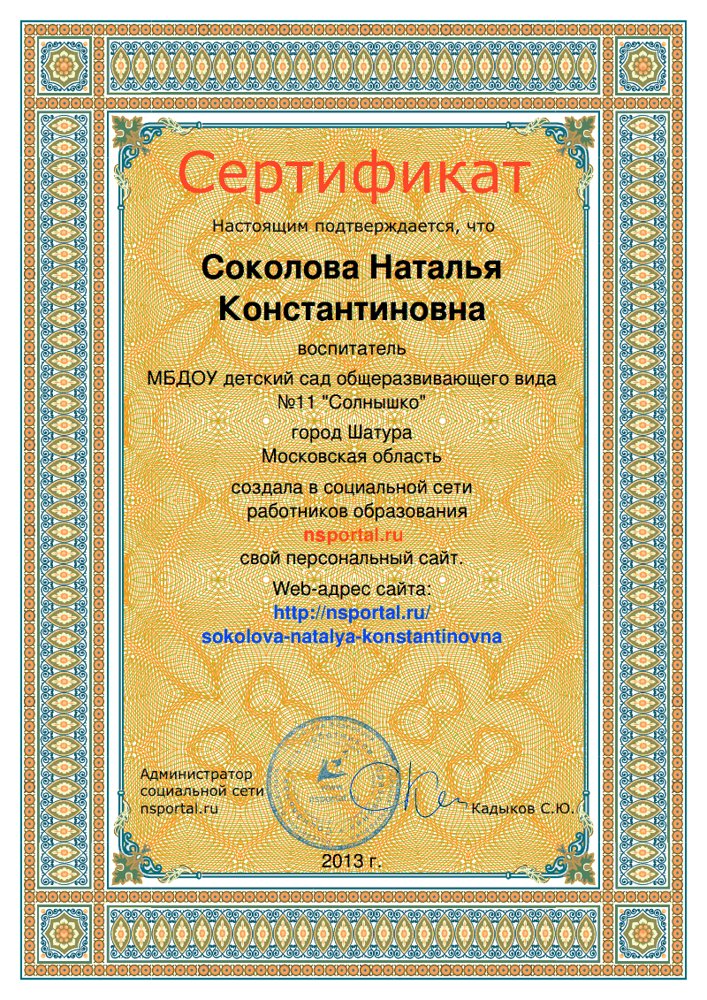 Сертификат
Настоящим подтверждается, что
Соколова Наталья
Константиновна
воспитатель
МБДОУ детский сад общеразвивающего вида
№11 "Солнышко"
город Шатура
Московская область
создала в социальной сети
работников образования
nsportal.ru
свой персональный сайт.
Web-адрес сайта:
http://nsportal.ru/
sokolova-natalya-konstantinovna
Администратор
социальной сети
nsportal.ru
www
nsportal
Кадыков С.Ю.
2013 г.